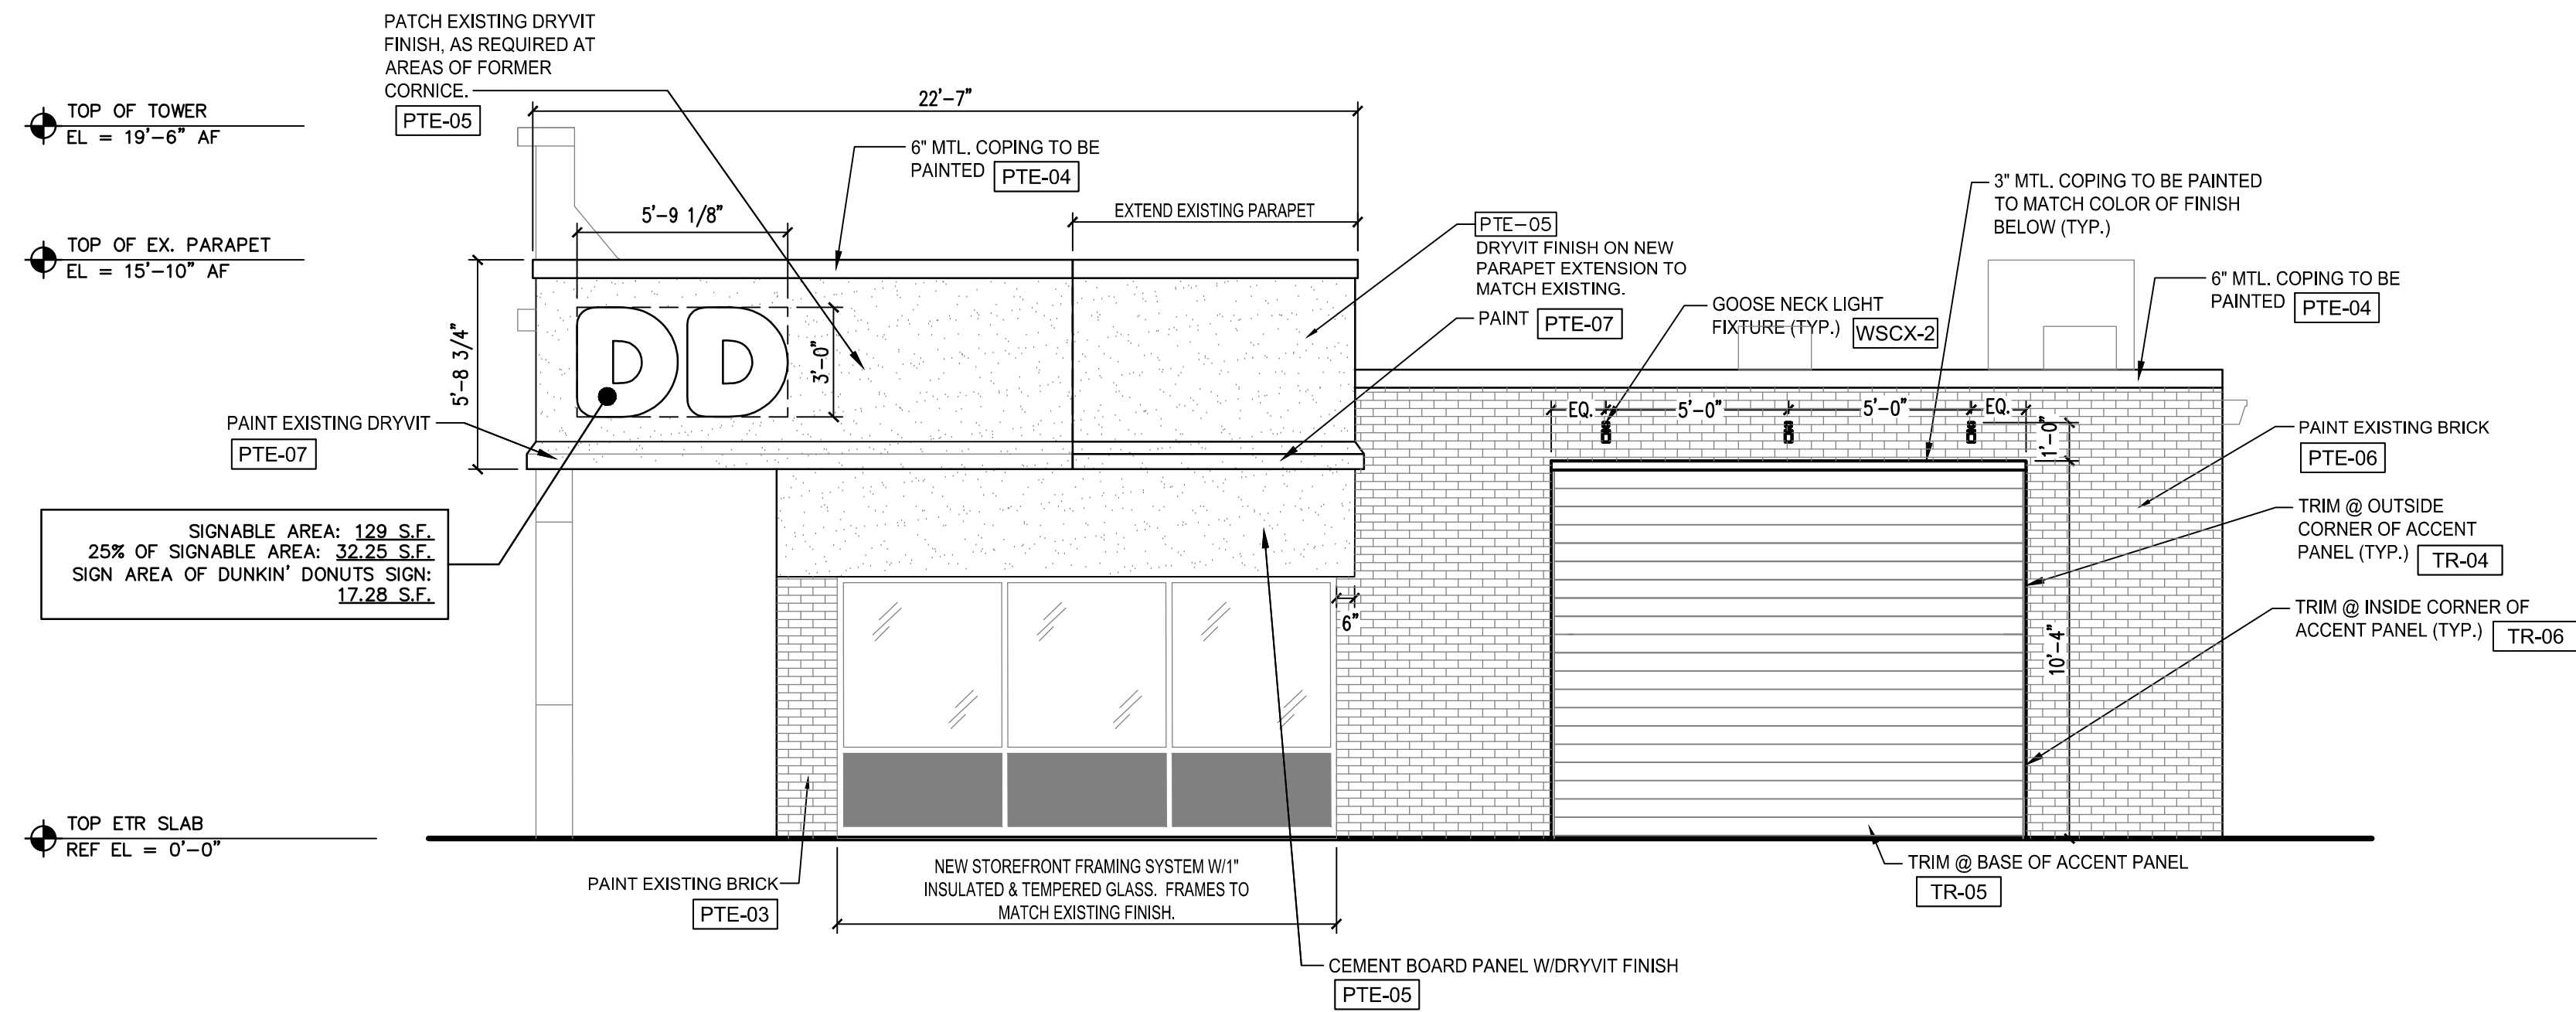 PATCH EXISTING DRYVIT
FINISH, AS REQUIRED AT
AREAS OF FORMER
CORNICE.
PTE-05
22'-7"
TOP OF TOWER
EL = 19'-6" AF
6" MTL. COPING TO BE
PAINTED PTE-04
5'-9 1/8"
EXTEND EXISTING PARAPET
3" MTL. COPING TO BE PAINTED
TO MATCH COLOR OF FINISH
BELOW (TYP.)
TOP OF EX. PARAPET
EL = 15'-10" AF
PTE-05
DRYVIT FINISH ON NEW
PARAPET EXTENSION TO
MATCH EXISTING.
6" MTL. COPING TO BE
PAINTED PTE-04
GOOSE NECK LIGHT
FIXTURE (TYP.) WSCX-2
PAINT PTE-07
5'-8 3/4"
DD
3'-0"
EQ. 5'-0" 5'-0" EQ.
1'-0"
PAINT EXISTING DRYVIT
PTE-07
PAINT EXISTING BRICK
PTE-06
SIGNABLE AREA: 129 S.F.
25% OF SIGNABLE AREA: 32.25 S.F.
SIGN AREA OF DUNKIN' DONUTS SIGN:
17.28 S.F.
TRIM @ OUTSIDE
CORNER OF ACCENT
PANEL (TYP.) TR-04
6"
TRIM @ INSIDE CORNER OF
ACCENT PANEL (TYP.) TR-06
10'-4"
TOP ETR SLAB
REF EL = 0'-0"
PAINT EXISTING BRICK
PTE-03
NEW STOREFRONT FRAMING SYSTEM W/1"
INSULATED & TEMPERED GLASS. FRAMES TO
MATCH EXISTING FINISH.
TRIM @ BASE OF ACCENT PANEL
TR-05
CEMENT BOARD PANEL W/DRYVIT FINISH
PTE-05